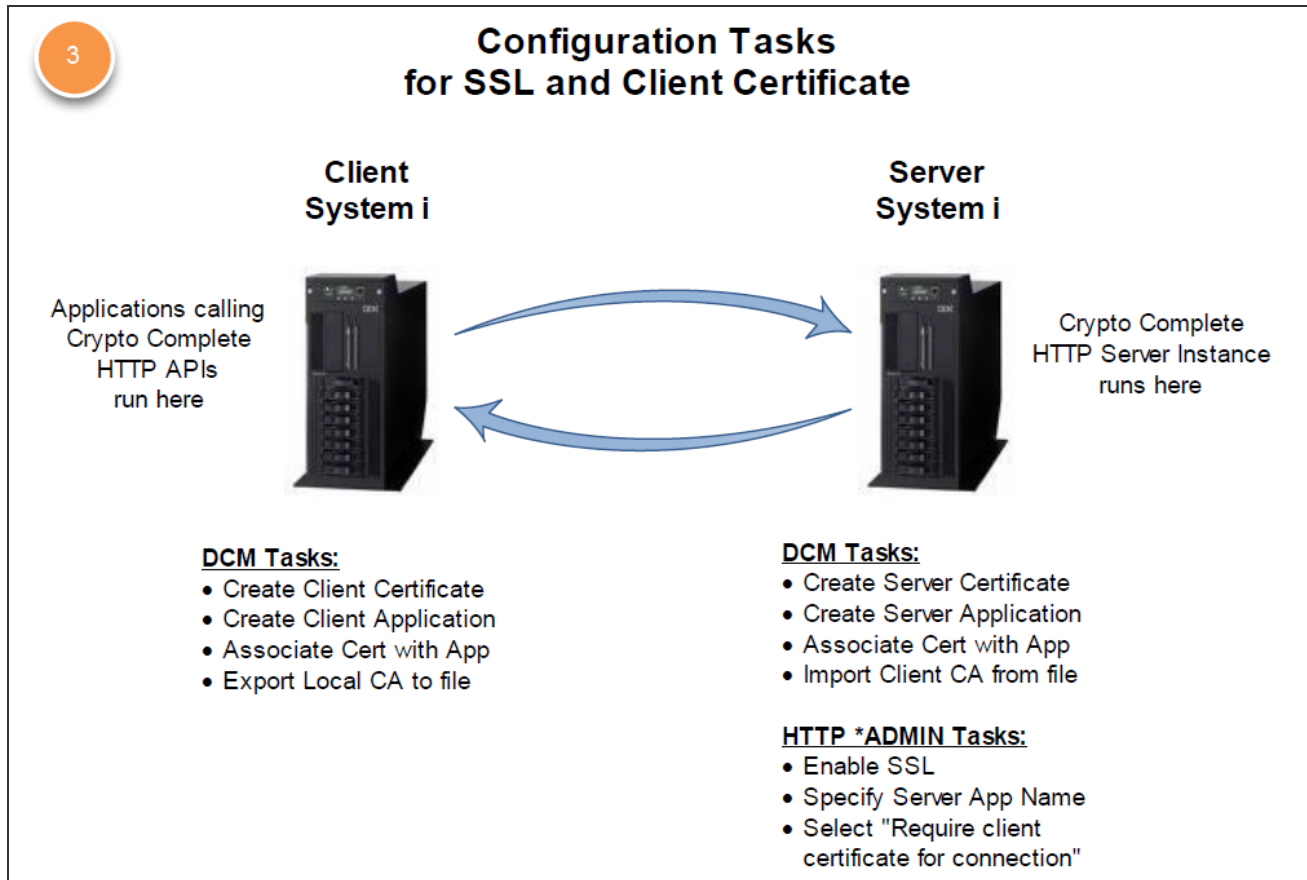 3
Configuration Tasks
for SSL and Client Certificate
Client
System i
Server
System i
Applications calling
Crypto Complete
HTTP APIs
run here
IBM
IBM
Crypto Complete
HTTP Server Instance
runs here
DCM Tasks:
• Create Client Certificate
• Create Client Application
• Associate Cert with App
• Export Local CA to file
DCM Tasks:
• Create Server Certificate
• Create Server Application
• Associate Cert with App
• Import Client CA from file
HTTP *ADMIN Tasks:
• Enable SSL
• Specify Server App Name
• Select "Require client
certificate for connection"